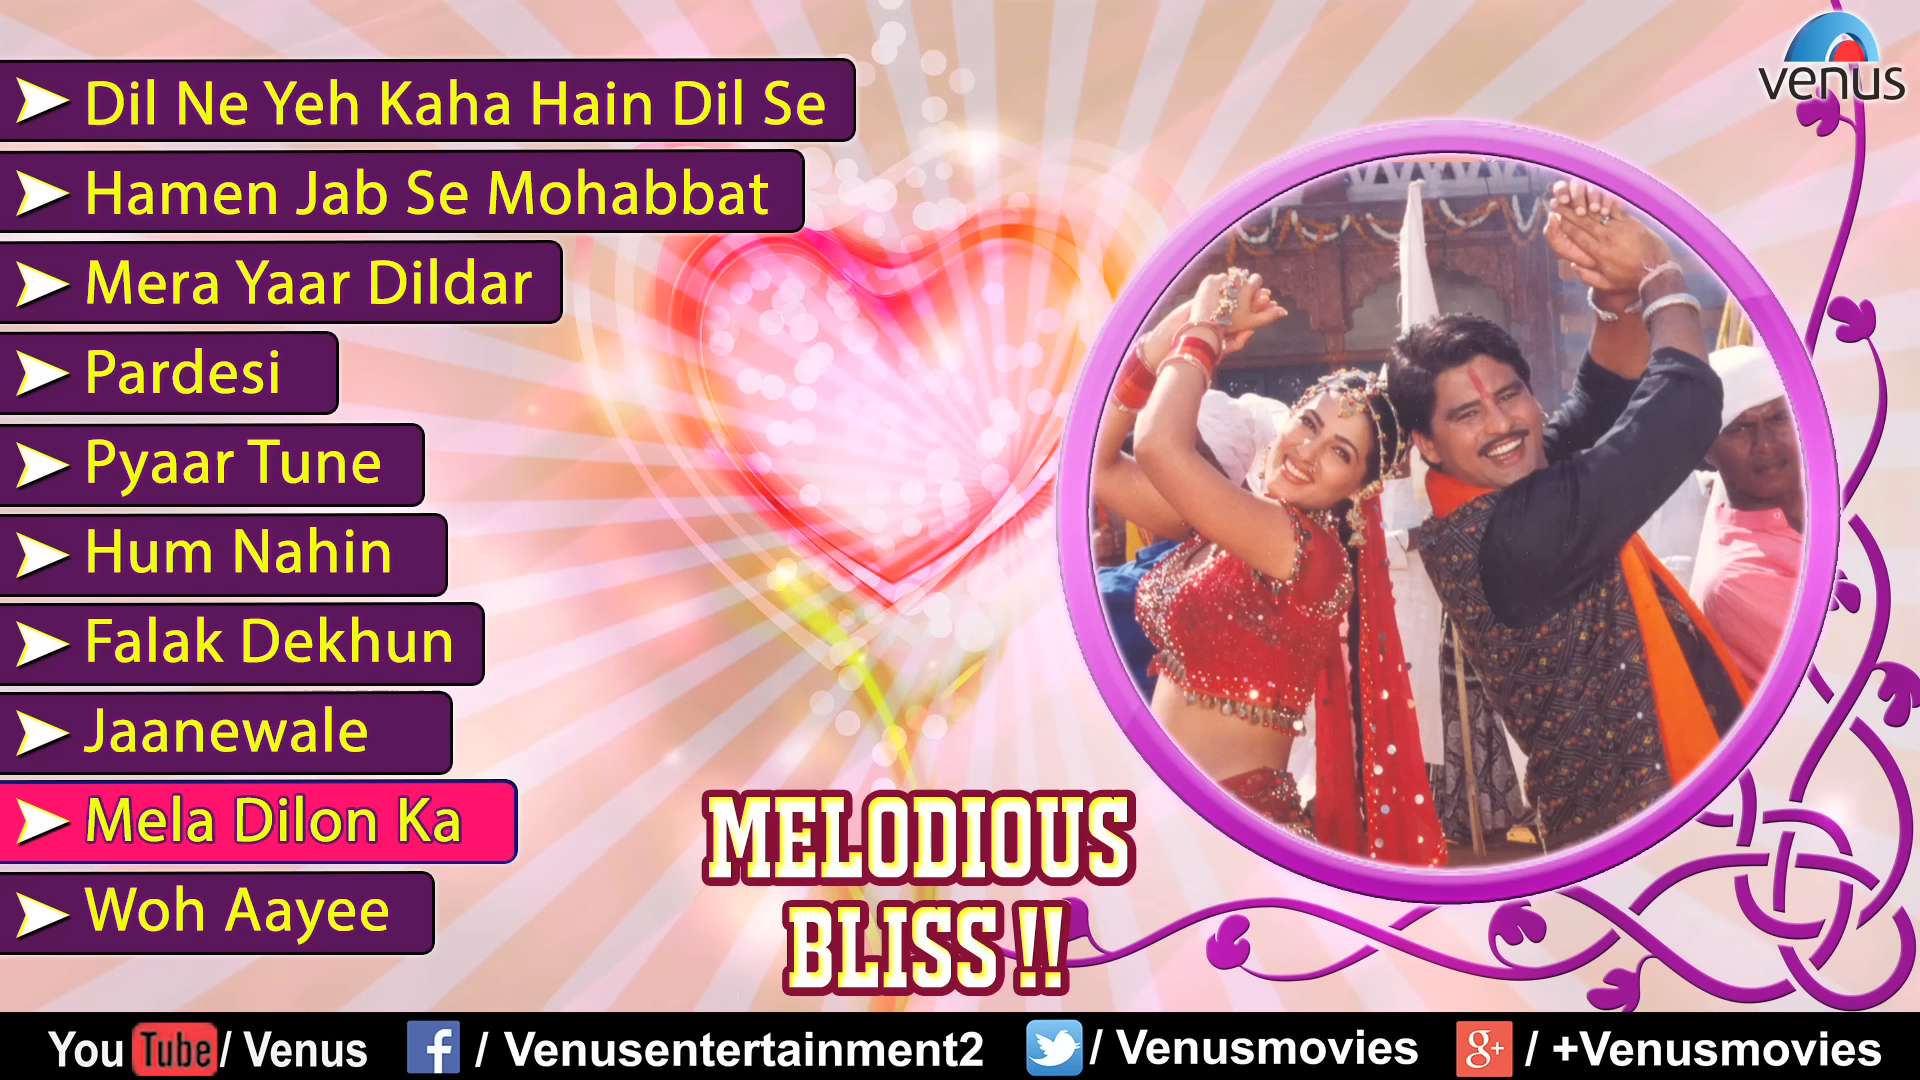 Dil Ne Yeh Kaha Hain Dil Se
Hamen Jab Se Mohabbat
Mera Yaar Dildar
Pardesi
Pyaar Tune
Hum Nahin
Falak Dekhun
Jaanewale
Mela Dilon Ka
Woh Aayee
venus
MELODIOUS
BLISS !!
You Tube / Venus f / Venusentertainment2 / Venusmovies g+ / +Venusmovies